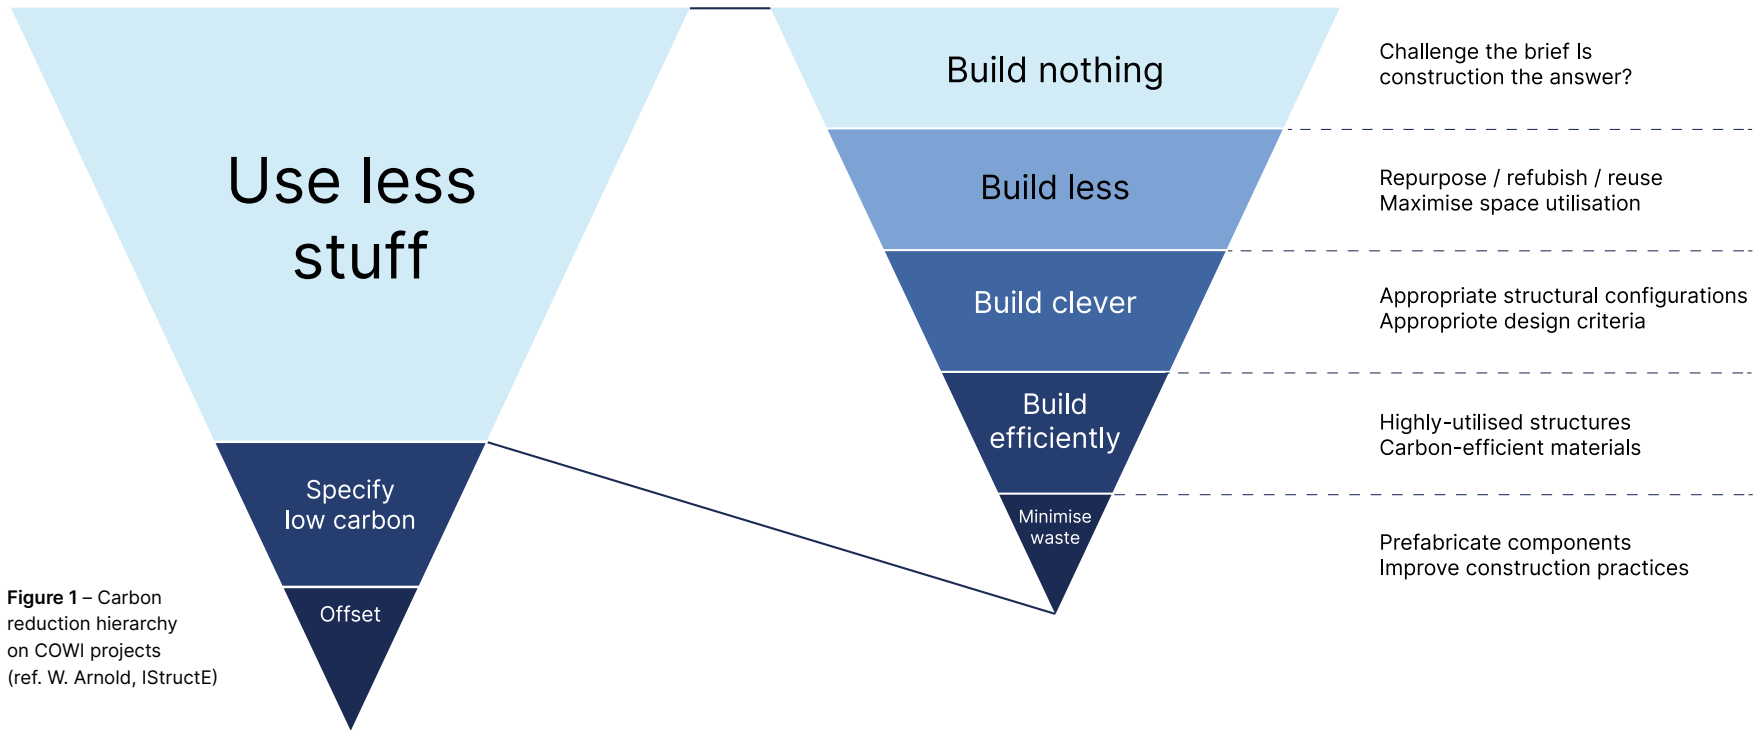 Use less
stuff
Specify
low carbon
Offset
Figure 1 – Carbon
reduction hierarchy
on COWI projects
(ref. W. Arnold, IStructE)
Build nothing
Challenge the brief Is
construction the answer?
Build less
Repurpose / refubish / reuse
Maximise space utilisation
Build clever
Appropriate structural configurations
Appropriote design criteria
Build
efficiently
Highly-utilised structures
Carbon-efficient materials
Minimise
waste
Prefabricate components
Improve construction practices